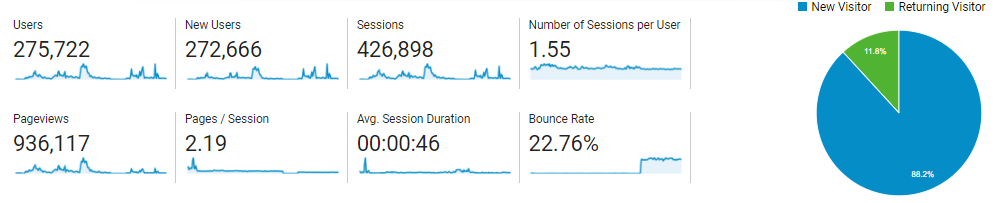 New Visitor Returning Visitor
Users
275,722
New Users
272,666
Sessions
426,898
Number of Sessions per User
1.55
Pageviews
936,117
Pages / Session
2.19
Avg. Session Duration
00:00:46
Bounce Rate
22.76%
11.8%
88.2%